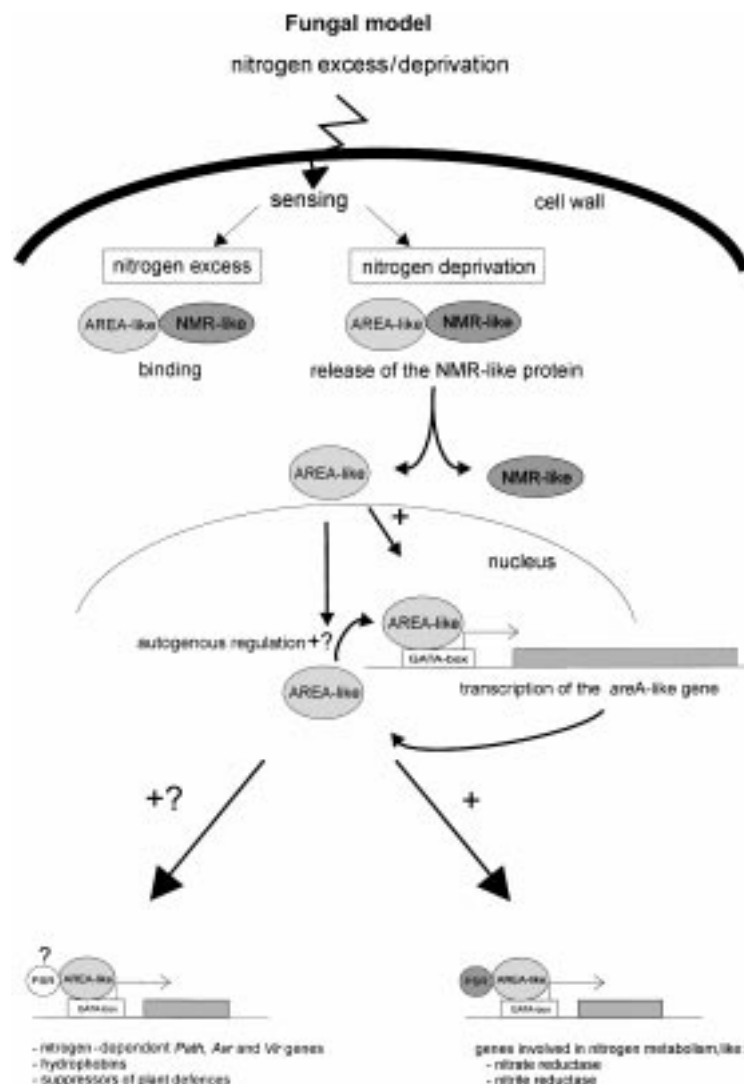 Fungal model
nitrogen excess/deprivation
sensing
cell wall
nitrogen excess
nitrogen deprivation
AREA-like NMR-like
AREA-like NMR-like
binding
release of the NMR-like protein
AREA-like
NMR-like
+
nucleus
AREA-like
autogenous regulation +?
GATA-box
AREA-like
transcription of the areA-like gene
+?
+
?
AREA-like
AREA-like
GATA-box
GATA-box
- nitrogen-dependent Path, Avr and Vir genes
- hydrophobins
- suppressors of plant defences
genes involved in nitrogen metabolism, like:
- nitrate reductase
- nitrite reductase